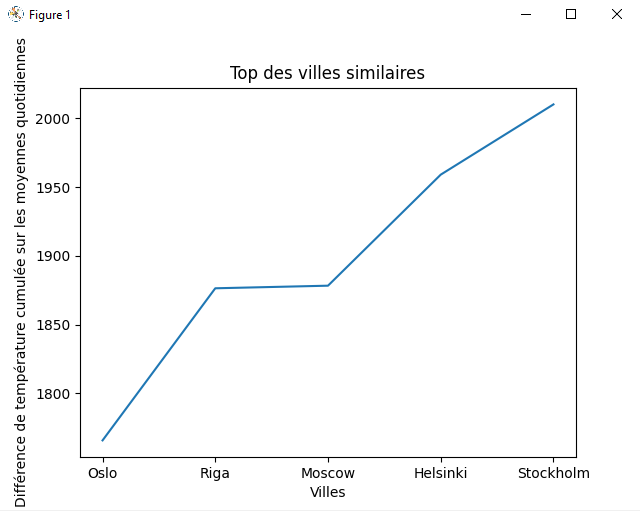 Figure 1
Top des villes similaires
Différence de température cumulée sur les moyennes quotidiennes
2000
1950
1900
1850
1800
Oslo Riga Moscow Helsinki Stockholm
Villes